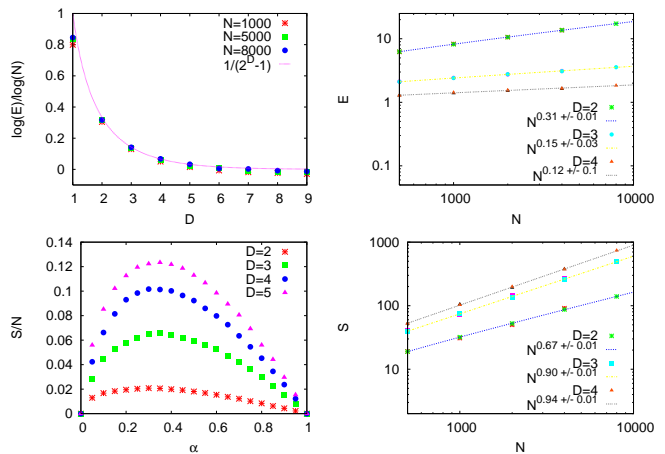 log(E)/log(N)
1
0.8
0.6
0.4
0.2
0
1 2 3 4 5 6 7 8 9
D
N=1000
N=5000
N=8000
1/(2^D-1)
E
10
1
0.1
1000 10000
N
D=2
N^0.31 +/- 0.01
D=3
N^0.15 +/- 0.03
D=4
N^0.12 +/- 0.1
S/N
0.14
0.12
0.1
0.08
0.06
0.04
0.02
0
0 0.2 0.4 0.6 0.8 1
α
D=2
D=3
D=4
D=5
S
1000
100
10
1000 10000
N
D=2
N^0.67 +/- 0.01
D=3
N^0.90 +/- 0.01
D=4
N^0.94 +/- 0.01